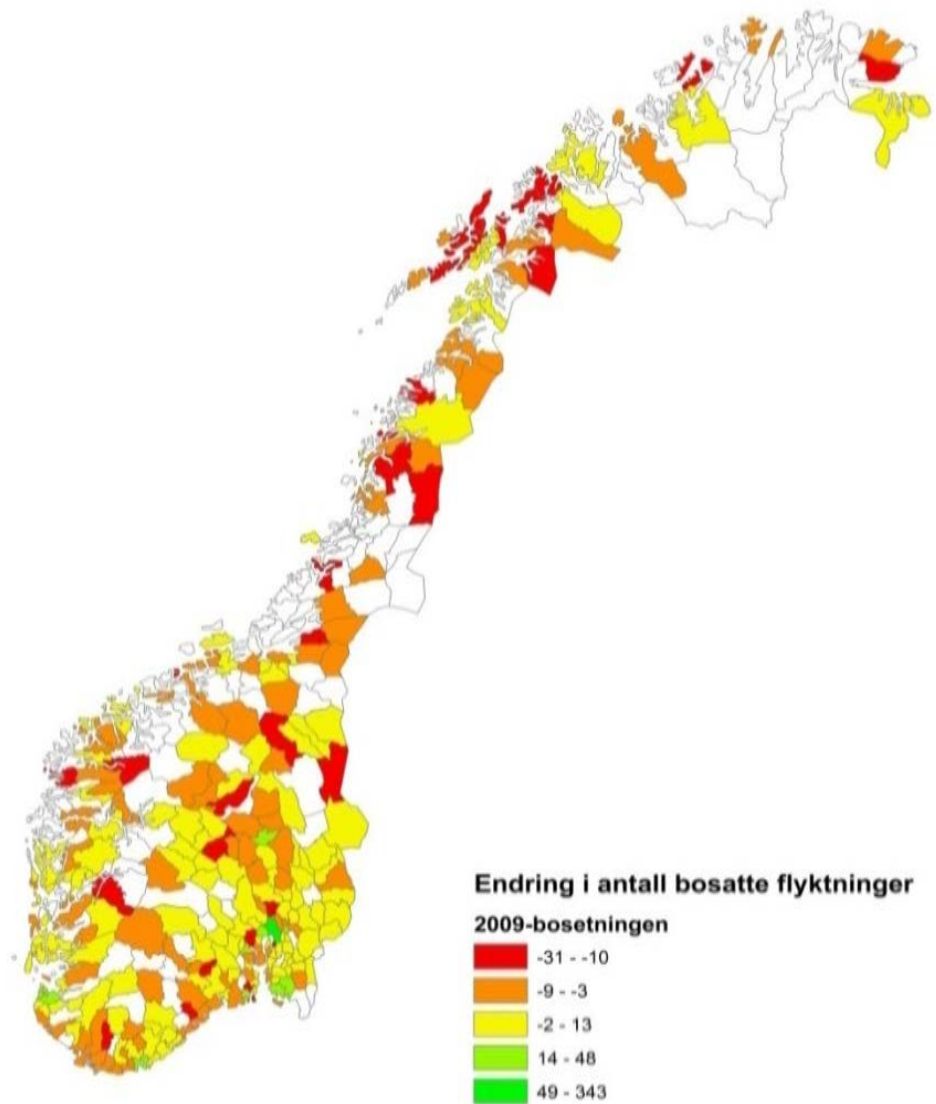 Endring i antall bosatte flyktninger
2009-bosetningen
-31 - -10
-9 - -3
-2 - 13
14 - 48
49 - 343